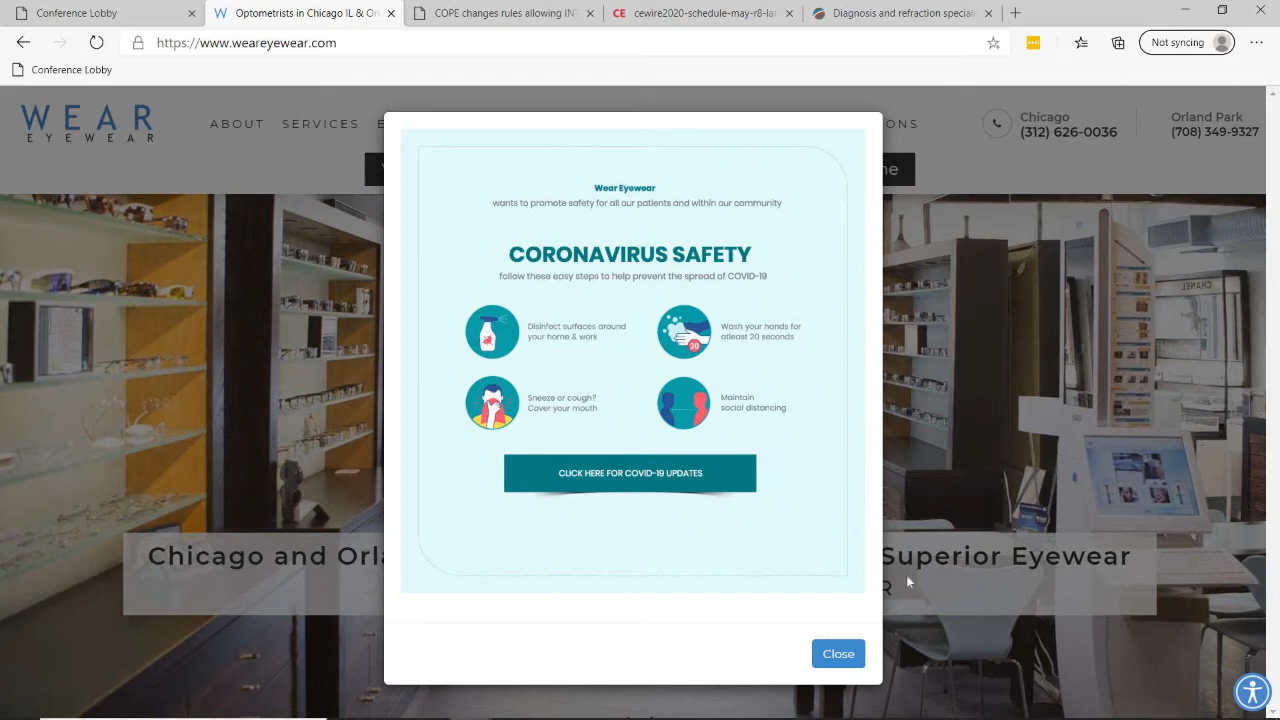 Conference Lobby
Optometrists in Chicago IL & Or
COPE changes rules allowing INT
cewire2020-schedule-may-r8-lat
Diagnosis and refraction speciali
https://www.weareyewear.com
Not syncing
Conference Lobby
WEAR
EYEWEAR
ABOUT SERVICES E
ONS
Chicago
(312) 626-0036
Orland Park
(708) 349-9327
ne
Wear Eyewear
wants to promote safety for all our patients and within our community
CORONAVIRUS SAFETY
follow these easy steps to help prevent the spread of COVID-19
Disinfect surfaces around
your home & work
20
Wash your hands for
atleast 20 seconds
Sneeze or cough?
Cover your mouth
Maintain
social distancing
CLICK HERE FOR COVID-19 UPDATES
Chicago and Orla
Superior Eyewear
R
Close